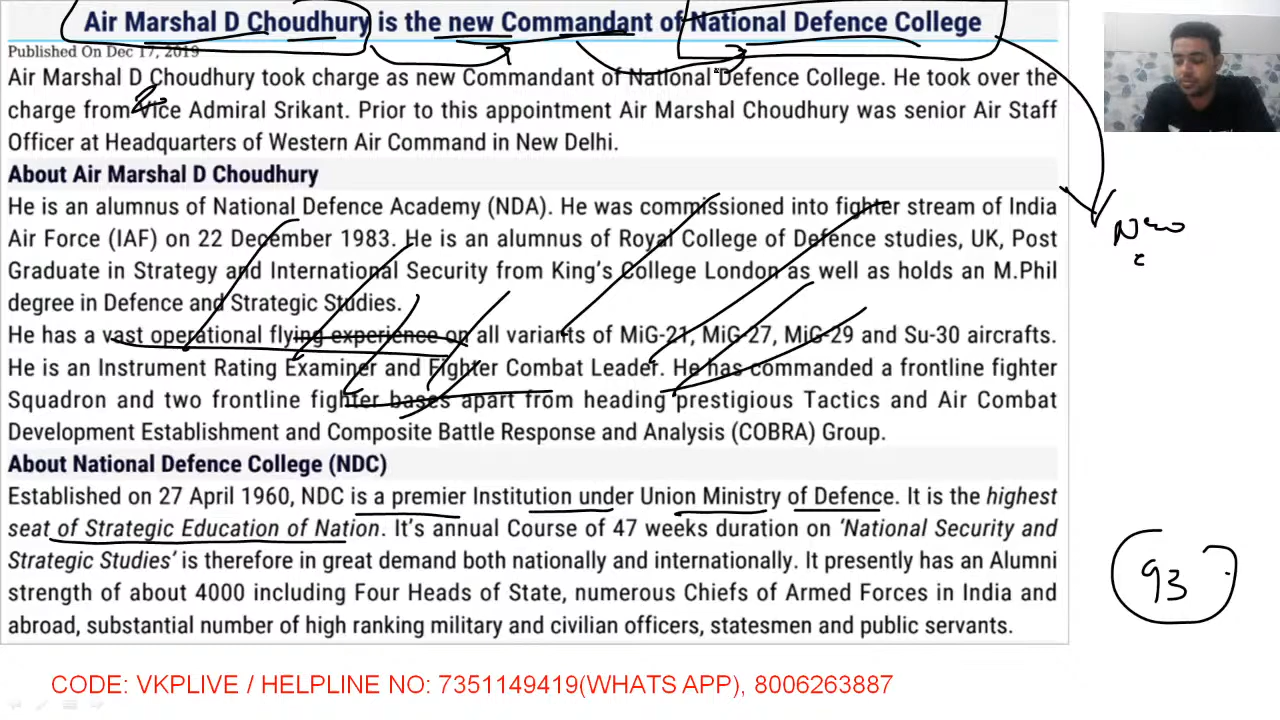 Air Marshal D Choudhury is the new Commandant of National Defence College
Published On Dec 17, 2019
Air Marshal D Choudhury took charge as new Commandant of National Defence College. He took over the
charge from Vice Admiral Srikant. Prior to this appointment Air Marshal Choudhury was senior Air Staff
Officer at Headquarters of Western Air Command in New Delhi.
About Air Marshal D Choudhury
He is an alumnus of National Defence Academy (NDA). He was commissioned into fighter stream of India
Air Force (IAF) on 22 December 1983. He is an alumnus of Royal College of Defence studies, UK, Post
Graduate in Strategy and International Security from King's College London as well as holds an M.Phil
degree in Defence and Strategic Studies.
He has a vast operational flying experience on all variants of MiG-21, MiG-27, MiG-29 and Su-30 aircrafts.
He is an Instrument Rating Examiner and Fighter Combat Leader. He has commanded a frontline fighter
Squadron and two frontline fighter bases apart from heading prestigious Tactics and Air Combat
Development Establishment and Composite Battle Response and Analysis (COBRA) Group.
About National Defence College (NDC)
Established on 27 April 1960, NDC is a premier Institution under Union Ministry of Defence. It is the highest
seat of Strategic Education of Nation. It's annual Course of 47 weeks duration on 'National Security and
Strategic Studies' is therefore in great demand both nationally and internationally. It presently has an Alumni
strength of about 4000 including Four Heads of State, numerous Chiefs of Armed Forces in India and
abroad, substantial number of high ranking military and civilian officers, statesmen and public servants.
New
93
CODE: VKPLIVE / HELPLINE NO: 7351149419(WHATS APP), 8006263887